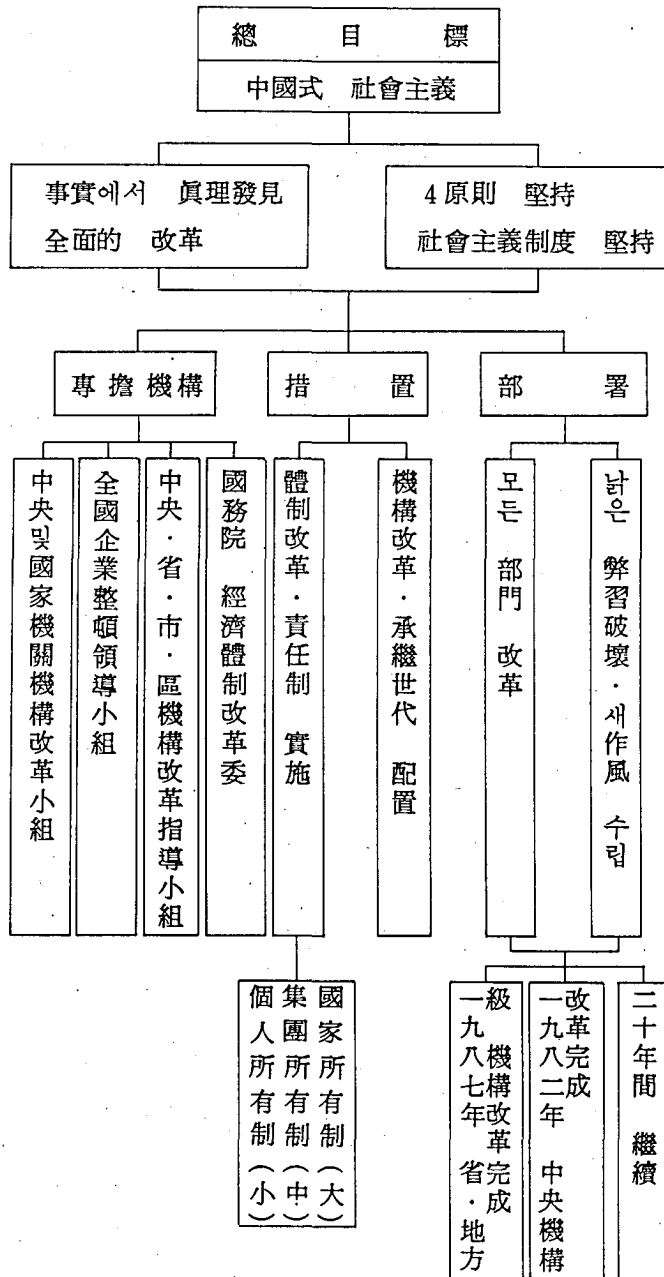 總 目 標
中國式 社會主義
事實에서 眞理發見
全面的 改革
4原則 堅持
社會主義制度 堅持
專擔機構
措 置
部 署
中央및國家機關機構改革小組
全國企業整頓領導小組
中央·省·市·區機構改革指導小組
國務院 經濟體制改革委
體制改革·責任制 實施
機構改革·承繼世代 配置
모든 部門 改革
낡은 弊習破壞·새作風 수립
個人所有制(小)
集團所有制(中)
國家所有制(大)
一九八七年 省·地方
級 機構改革完成
一九八二年 中央機構
改革完成
二十年間 繼續